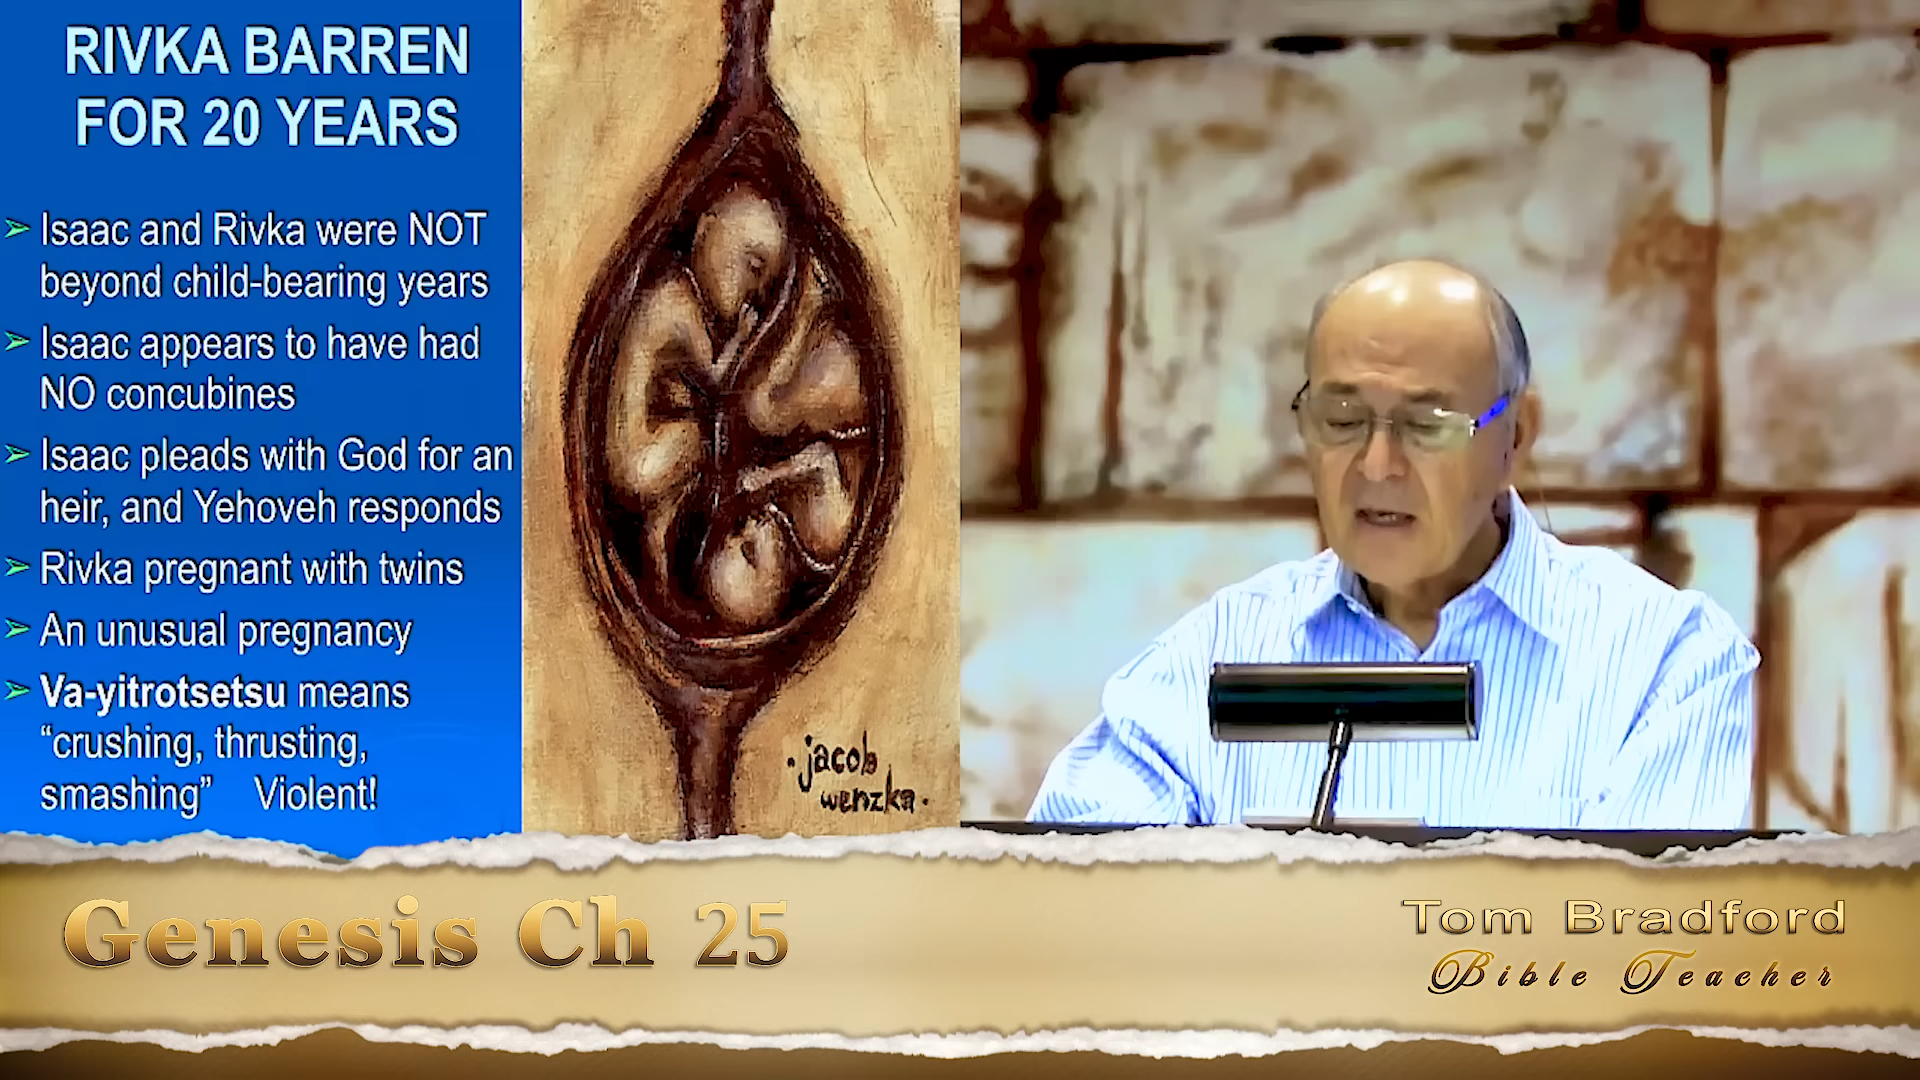 RIVKA BARREN
FOR 20 YEARS
➢ Isaac and Rivka were NOT
beyond child-bearing years
➢ Isaac appears to have had
NO concubines
➢ Isaac pleads with God for an
heir, and Yehoveh responds
➢ Rivka pregnant with twins
➢ An unusual pregnancy
➢ Va-yitrotsetsu means
“crushing, thrusting,
smashing” Violent!
·jacob
wenzka·
Genesis Ch 25
Tom Bradford
Bible Teacher